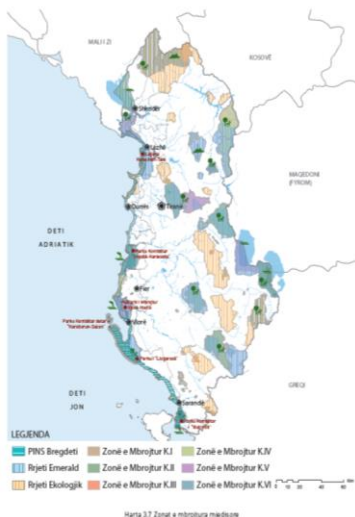 MALI I ZI
KOSOVË
Shkodër
Lezhë
MAQEDONI
(FYROM)
Durrës
Tiranë
DETI
ADRIATIK
Fier
Vlorë
DETI
JON
Sarandë
GREQI
LEGJENDA
PINS Bregdeti
Zonë e Mbrojtur K.I
Zonë e Mbrojtur K.IV
Rrjeti Emerald
Zonë e Mbrojtur K.II
Zonë e Mbrojtur K.V
Rrjeti Ekologjik
Zonë e Mbrojtur K.III
Zonë e Mbrojtur K.VI
Harta 3.7 Zonat e mbrojtura mjedisore